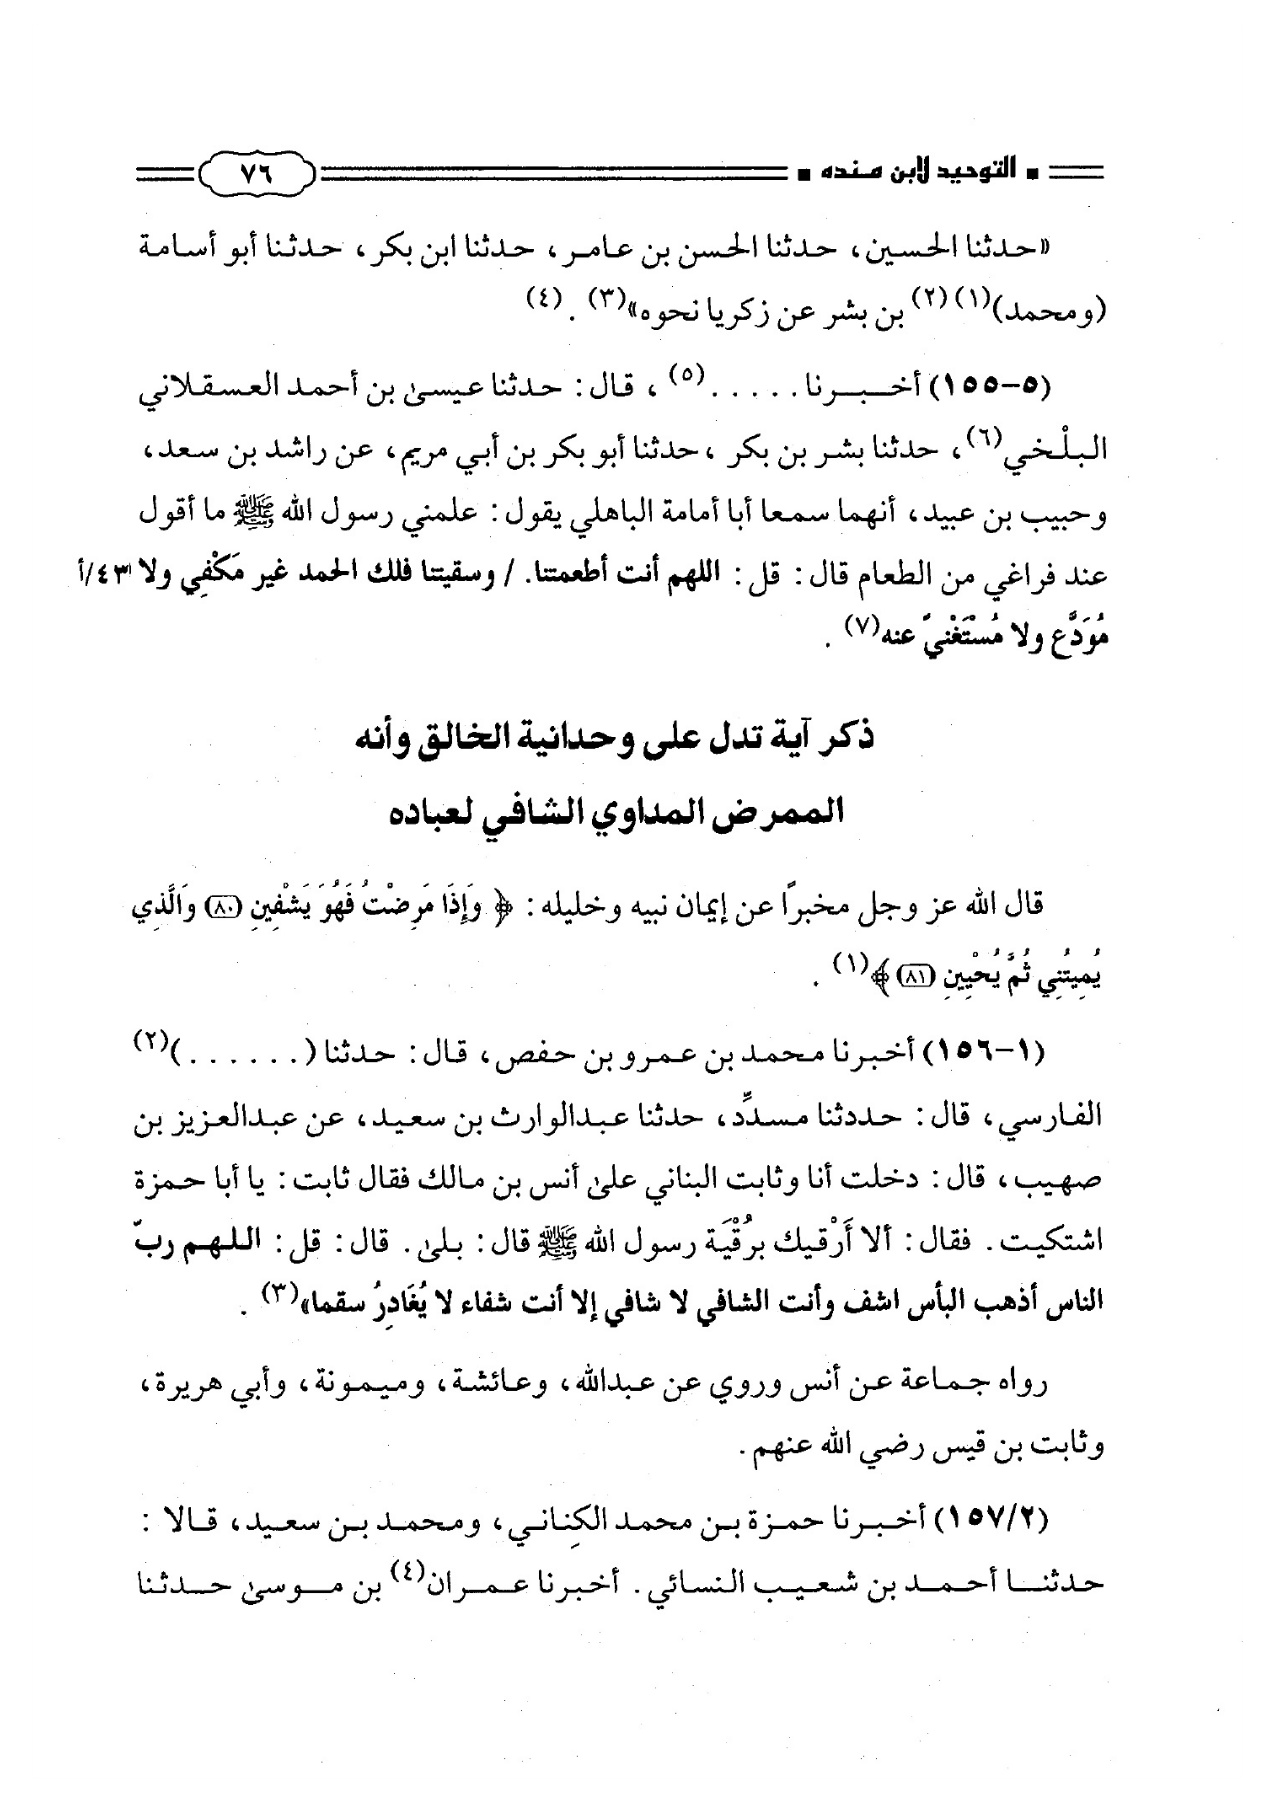 التوحيد لابن منده ٧٦
«حدثنا الحسين، حدثنا الحسن بن عامر، حدثنا ابن بكر، حدثنا أبو أسامة
(ومحمد)(١)(٢) بن بشر عن زكريا نحوه»(٣). (٤)
(٥-١٥٥) أخبرنا . . . . .(٥)، قال: حدثنا عيسىٰ بن أحمد العسقلاني
البلْخي(٦)، حدثنا بشر بن بكر، حدثنا أبو بكر بن أبي مريم، عن راشد بن سعد،
وحبيب بن عبيد، أنهما سمعا أبا أمامة الباهلي يقول: علمني رسول الله ﷺ ما أقول
عند فراغي من الطعام قال: قل: اللهم أنت أطعمتنا. / وسقيتنا فلك الحمد غير مَكْفِي ولا ٤٣/أ
مُوَدَّع ولا مُسْتَغْنيً عنه(٧).
ذكر آية تدل على وحدانية الخالق وأنه
الممرض المداوي الشافي لعباده
قال الله عز وجل مخبرًا عن إيمان نبيه وخليله: ﴿ وَإِذَا مَرِضْتُ فَهُوَ يَشْفِينِ (٨٠) وَالَّذِي
يُمِيتُنِي ثُمَّ يُحْيِينِ (٨١)﴾(١).
(١-١٥٦) أخبرنا محمد بن عمرو بن حفص، قال: حدثنا (. . . . . .)(٢)
الفارسي، قال: حددثنا مسدَّد، حدثنا عبدالوارث بن سعيد، عن عبدالعزيز بن
صهيب، قال: دخلت أنا وثابت البناني علىٰ أنس بن مالك فقال ثابت: يا أبا حمزة
اشتكيت. فقال: ألا أَرْقيك برُقْيَة رسول الله ﷺ قال: بلىٰ. قال: قل: اللهم ربّ
الناس أذهب البأس اشف وأنت الشافي لا شافي إلا أنت شفاء لا يُغَادِرُ سقما»(٣).
رواه جماعة عن أنس وروي عن عبدالله، وعائشة، وميمونة، وأبي هريرة،
وثابت بن قيس رضي الله عنهم.
(١٥٧/٢) أخبرنا حمزة بن محمد الكِناني، ومحمد بن سعيد، قالا:
حدثنا أحمد بن شعيب النسائي. أخبرنا عمران(٤) بن موسىٰ حدثنا